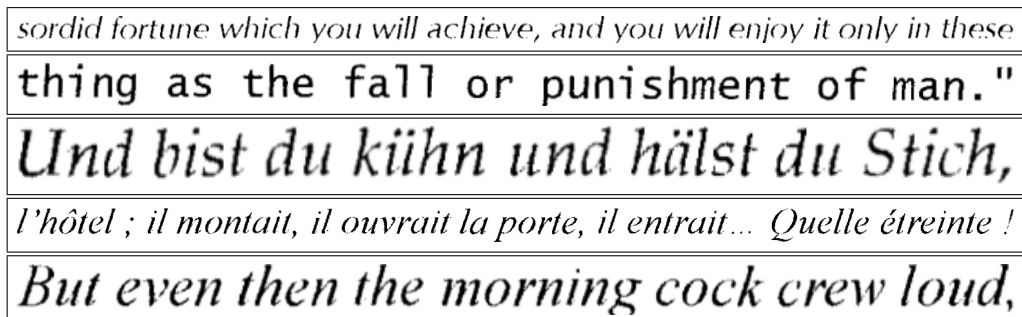 sordid fortune which you will achieve, and you will enjoy it only in these
thing as the fall or punishment of man."
Und bist du kühn und hälst du Stich,
l'hôtel ; il montait, il ouvrait la porte, il entrait… Quelle étreinte !
But even then the morning cock crew loud,